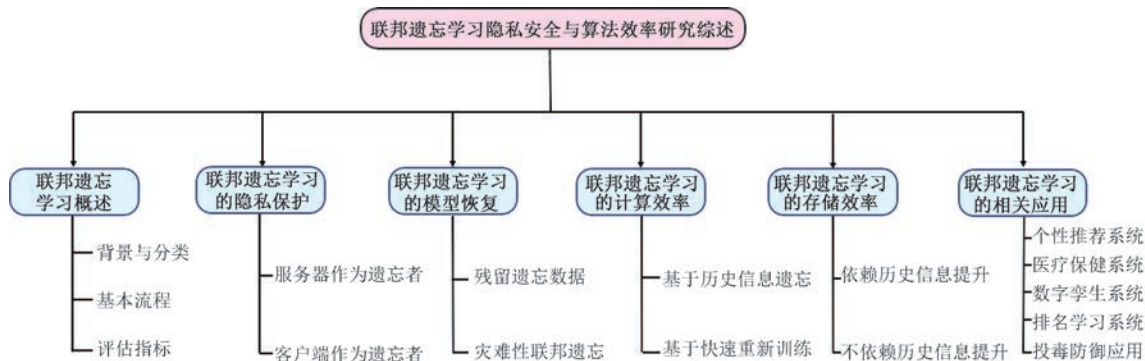 联邦遗忘学习隐私安全与算法效率研究综述
联邦遗忘
学习概述
背景与分类
基本流程
评估指标
联邦遗忘学习
的隐私保护
服务器作为遗忘者
客户端作为遗忘者
联邦遗忘学习
的模型恢复
残留遗忘数据
灾难性联邦遗忘
联邦遗忘学习
的计算效率
基于历史信息遗忘
基于快速重新训练
联邦遗忘学习
的存储效率
依赖历史信息提升
不依赖历史信息提升
联邦遗忘学习
的相关应用
个性推荐系统
医疗保健系统
数字孪生系统
排名学习系统
投毒防御应用